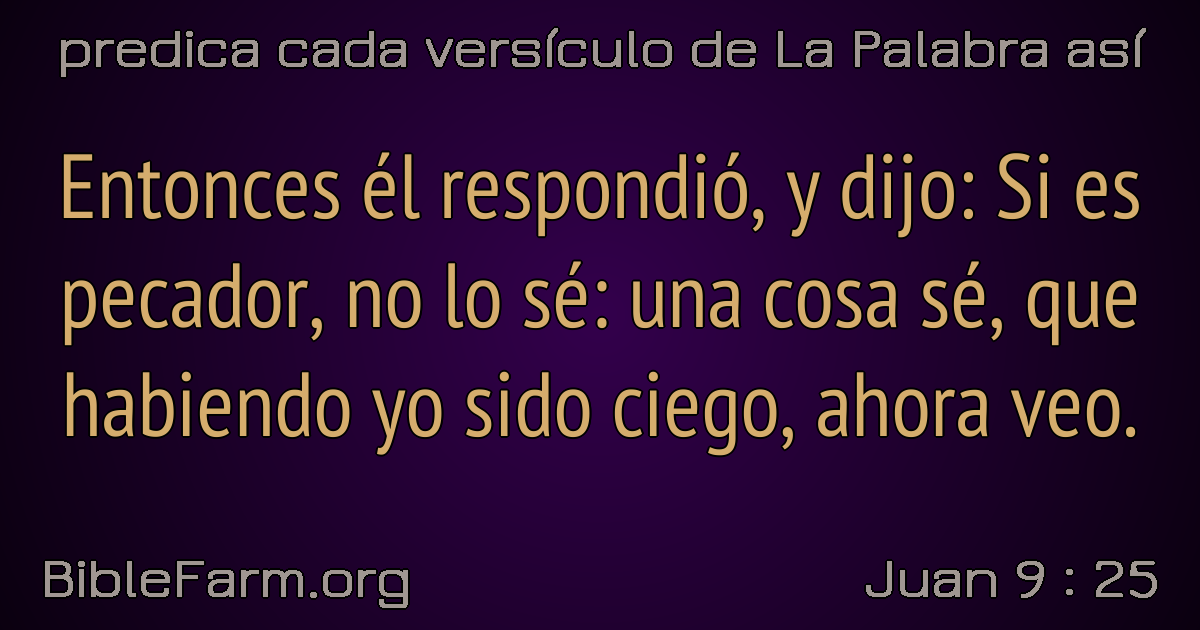 predica cada versículo de La Palabra así
Entonces él respondió, y dijo: Si es
pecador, no lo sé: una cosa sé, que
habiendo yo sido ciego, ahora veo.
BibleFarm.org
Juan 9 : 25